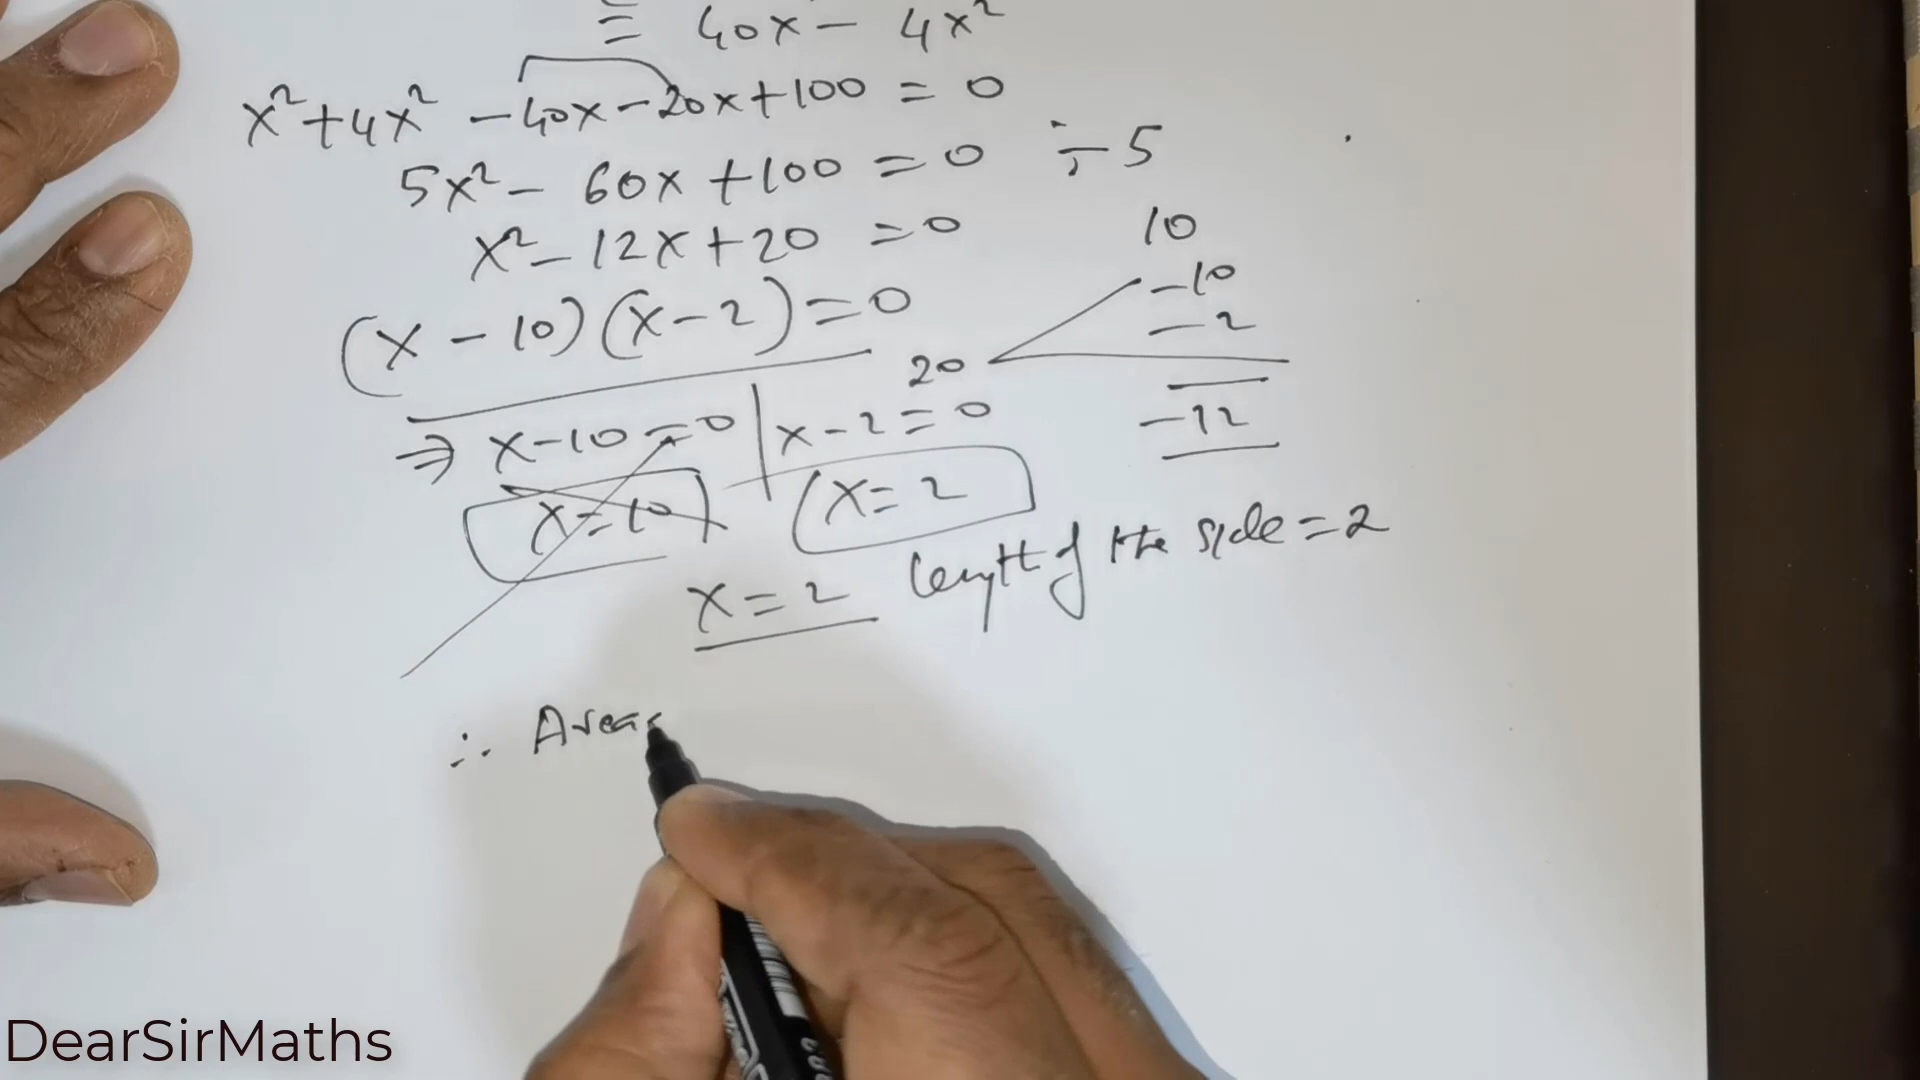 = 40x - 4x²
x² + 4x² - 40x - 20x + 100 = 0
5x² - 60x + 100 = 0 ÷ 5
x² - 12x + 20 = 0
10
-10
(x - 10)(x - 2) = 0
-2
20
-12
⇒ x - 10 = 0 | x - 2 = 0
x = 10 x = 2
x = 2 length of the side = 2
∴ Area
DearSirMaths